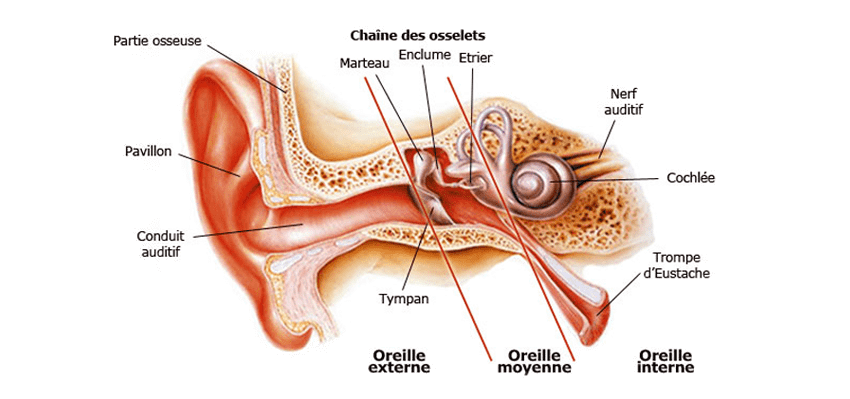 Chaîne des osselets
Partie osseuse
Marteau
Enclume
Etrier
Nerf
auditif
Pavillon
Cochlée
Conduit
auditif
Trompe
d'Eustache
Tympan
Oreille
externe
Oreille
moyenne
Oreille
interne